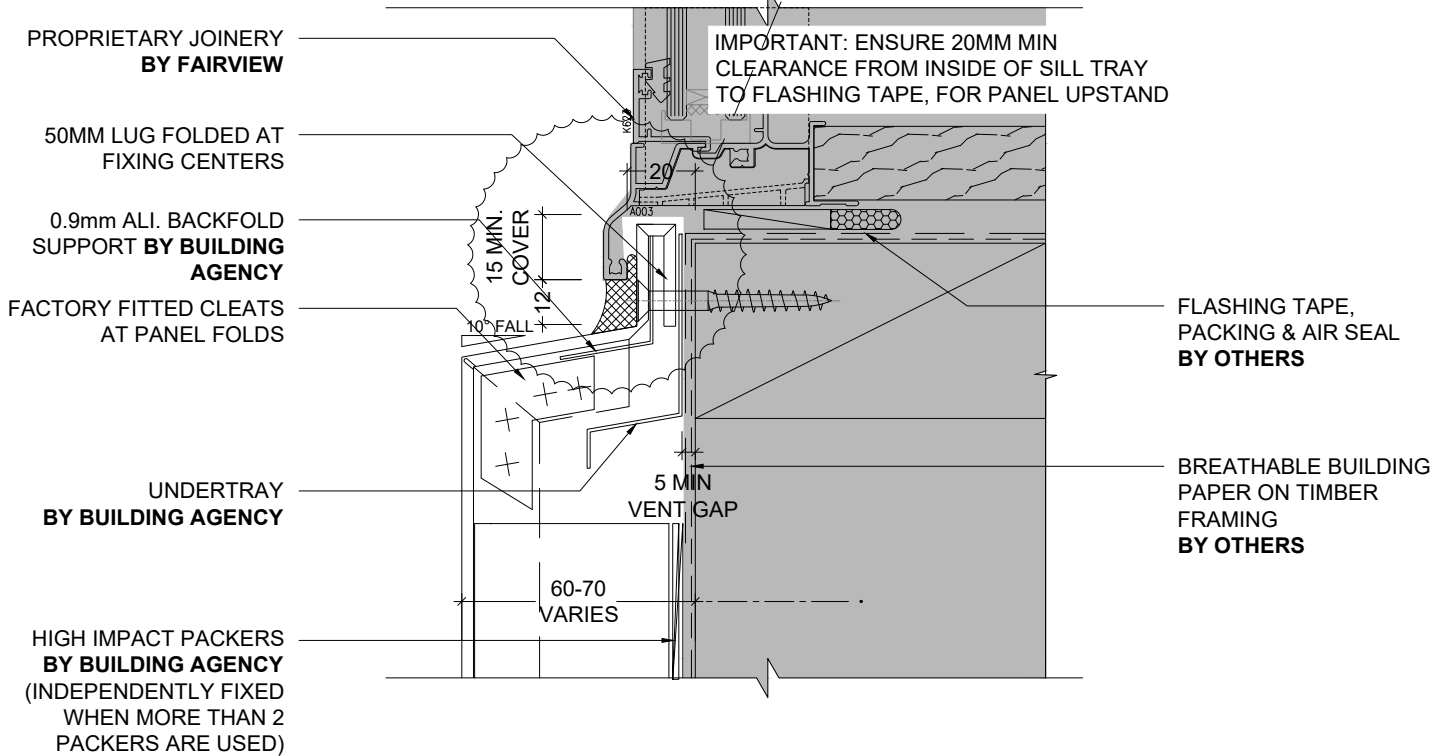 PROPRIETARY JOINERY
BY FAIRVIEW
50MM LUG FOLDED AT
FIXING CENTERS
0.9mm ALI. BACKFOLD
SUPPORT BY BUILDING
AGENCY
FACTORY FITTED CLEATS
AT PANEL FOLDS
UNDERTRAY
BY BUILDING AGENCY
HIGH IMPACT PACKERS
BY BUILDING AGENCY
(INDEPENDENTLY FIXED
WHEN MORE THAN 2
PACKERS ARE USED)
IMPORTANT: ENSURE 20MM MIN
CLEARANCE FROM INSIDE OF SILL TRAY
TO FLASHING TAPE, FOR PANEL UPSTAND
20
A003
15 MIN.
COVER
12
10° FALL
5 MIN
VENT GAP
60-70
VARIES
FLASHING TAPE,
PACKING & AIR SEAL
BY OTHERS
BREATHABLE BUILDING
PAPER ON TIMBER
FRAMING
BY OTHERS